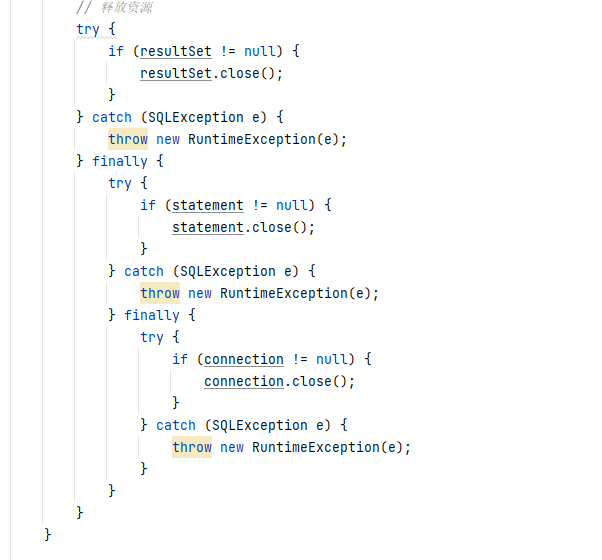 // 释放资源
try {
if (resultSet != null) {
resultSet.close();
}
} catch (SQLException e) {
throw new RuntimeException(e);
} finally {
try {
if (statement != null) {
statement.close();
}
} catch (SQLException e) {
throw new RuntimeException(e);
} finally {
try {
if (connection != null) {
connection.close();
}
} catch (SQLException e) {
throw new RuntimeException(e);
}
}
}
}